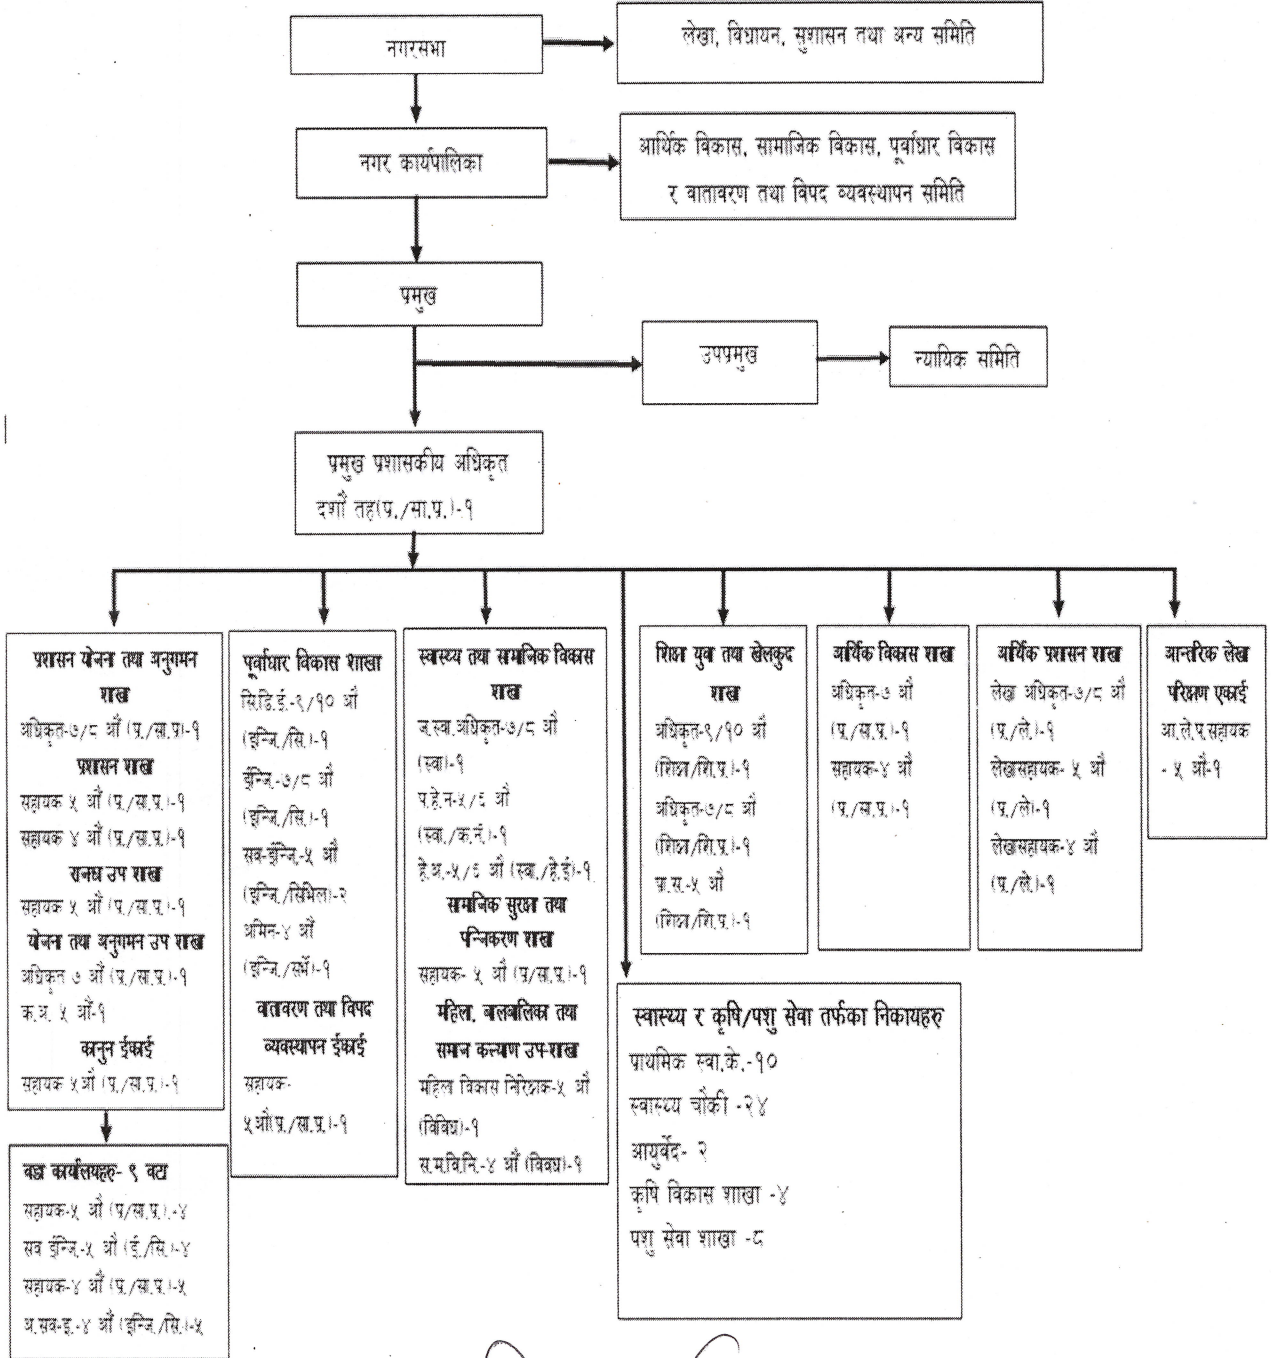 नगरसभा
लेखा, विधायन, सुशासन तथा अन्य समिति
नगर कार्यपालिका
आर्थिक विकास, सामाजिक विकास, पूर्वाधार विकास
र वातावरण तथा विपद व्यवस्थापन समिति
प्रमुख
उपप्रमुख
न्यायिक समिति
प्रमुख प्रशासकीय अधिकृत
दशौं तह(प्र./सा.प्र.)-१
प्रशासन योजना तथा अनुगमन
शाखा
अधिकृत-७/८ औं (प्र./सा.प्र)-१
प्रशासन शाखा
सहायक ५ औं (प्र./सा.प्र.)-१
सहायक ४ औं (प्र./सा.प्र.)-१
राजश्व उप शाखा
सहायक ५ औं (प्र./सा.प्र.)-१
योजना तथा अनुगमन उप शाखा
अधिकृत ७ औं (प्र./सा.प्र.)-१
क.अ. ५ औं-१
कानुन ईकाई
सहायक ५औं (प्र./सा.प्र.)-१
वडा कार्यालयहरु- ९ वटा
सहायक-५ औं (प्र/सा.प्र.).-४
सव ईन्जि.-५ औं (ई./सि.)-४
सहायक-४ औं (प्र./सा.प्र.)-५
अ.सव-इ.-४ औं (इन्जि./सि.)-५
पूर्वाधार विकास शाखा
सि.डि.ई.-९/१० औं
(इन्जि./सि.)-१
ईन्जि.-७/८ औं
(इन्जि./सि.)-१
सव-ईन्जि.-५ औं
(इन्जि./सिभिल)-२
अमिन-४ औं
(इन्जि./सर्भे)-१
वातावरण तथा विपद
व्यवस्थापन ईकाई
सहायक-
५औं(प्र./सा.प्र.)-१
स्वास्थ्य तथा सामाजिक विकास
शाखा
ज.स्वा.अधिकृत-७/८ औं
(स्वा)-१
प.हे.न-५/६ औं
(स्वा./क.नं.)-१
हे.अ.-५/६ औं (स्वा./हे.ई)-१
सामाजिक सुरक्षा तथा
पन्जिकरण शाखा
सहायक- ५ औं (प्र/सा.प्र.)-१
महिला, बालबालिका तथा
समाज कल्याण उप-शाखा
महिला विकास निरिक्षक-५ औं
(विविध)-१
स.म.वि.नि.-४ औं (विवध)-१
शिक्षा युवा तथा खेलकुद
शाखा
अधिकृत-९/१० औं
(शिक्षा/शि.प्र.)-१
अधिकृत-७/८ औं
(शिक्षा/शि.प्र.)-१
प्रा.स.-५ औं
(शिक्षा/शि.प्र.)-१
आर्थिक विकास शाखा
अधिकृत-७ औं
(प्र./सा.प्र.)-१
सहायक-४ औं
(प्र./सा.प्र.)-१
आर्थिक प्रशासन शाखा
लेखा अधिकृत-७/८ औं
(प्र./ले.)-१
लेखासहायक- ५ औं
(प्र./ले)-१
लेखासहायक-४ औं
(प्र./ले.)-१
आन्तरिक लेखा
परिक्षण एकाई
आ.ले.प.सहायक
- ५ औं-१
स्वास्थ्य र कृषि/पशु सेवा तर्फका निकायहरु
प्राथमिक स्वा.के.-१०
स्वास्थ्य चौकी -२४
आयुर्बेद- २
कृषि विकास शाखा -४
पशु सेवा शाखा -८